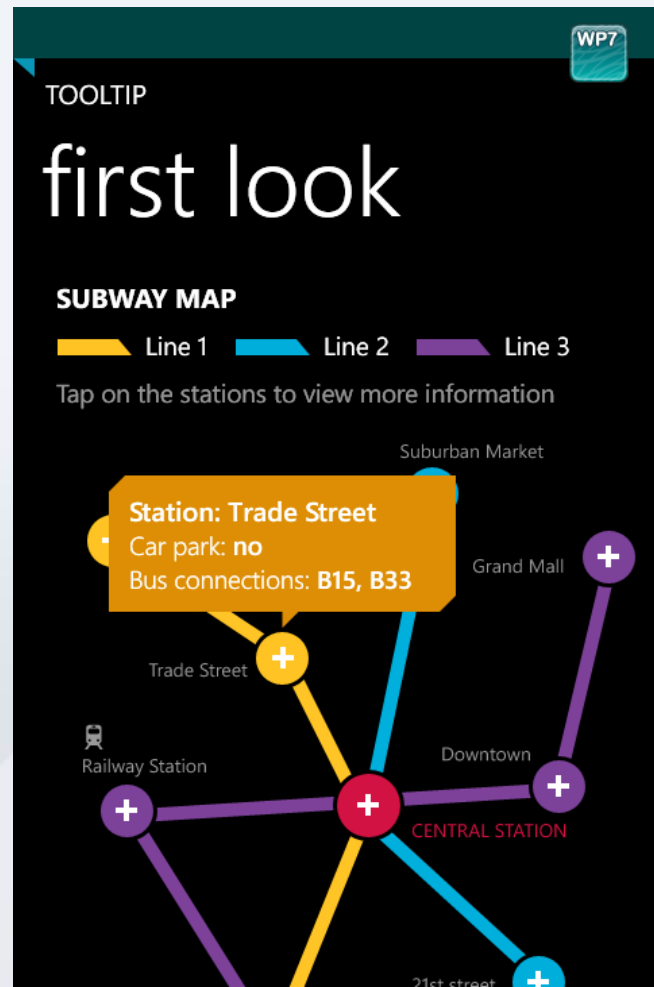 WP7
TOOLTIP
first look
SUBWAY MAP
Line 1 Line 2 Line 3
Tap on the stations to view more information
Suburban Market
Station: Trade Street
Car park: no
Bus connections: B15, B33
Grand Mall
Trade Street
Railway Station
Downtown
CENTRAL STATION
21st street